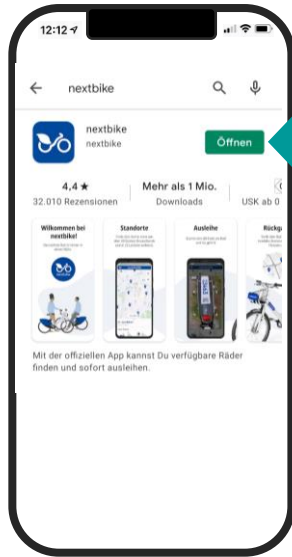 12:12
nextbike
nextbike
nextbike
Öffnen
4,4★
Mehr als 1 Mio.
32.010 Rezensionen
Downloads
USK ab 0
Willkommen bei
nextbike!
Standorte
Ausleihe
Mit der offiziellen App kannst Du verfügbare Räder
finden und sofort ausleihen.